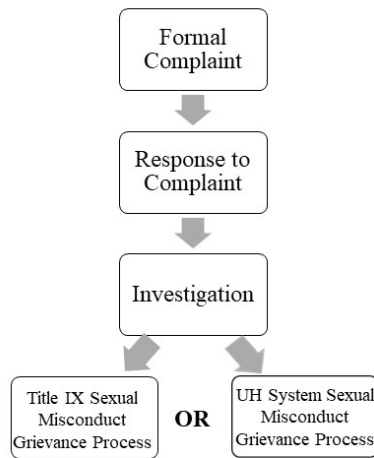 Formal
Complaint
Response to
Complaint
Investigation
Title IX Sexual
Misconduct
Grievance Process
OR
UH System Sexual
Misconduct
Grievance Process